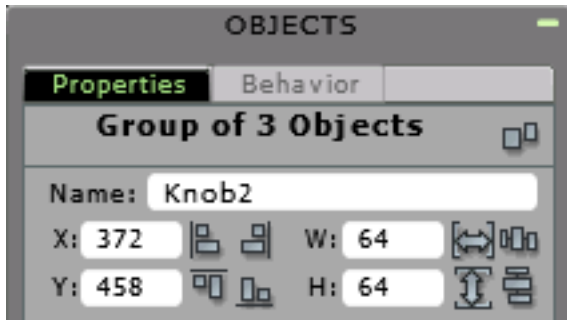 OBJECTS
Properties Behavior
Group of 3 Objects
Name: Knob2
X: 372 W: 64
Y: 458 H: 64